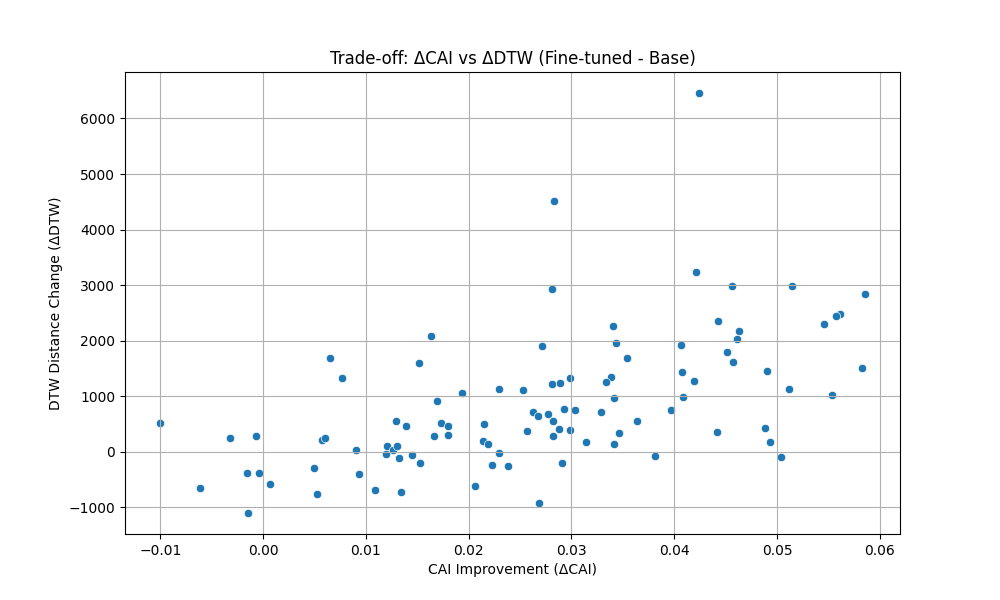 Trade-off: ΔCAI vs ΔDTW (Fine-tuned - Base)
DTW Distance Change (ΔDTW)
6000
5000
4000
3000
2000
1000
0
−1000
−0.01 0.00 0.01 0.02 0.03 0.04 0.05 0.06
CAI Improvement (ΔCAI)